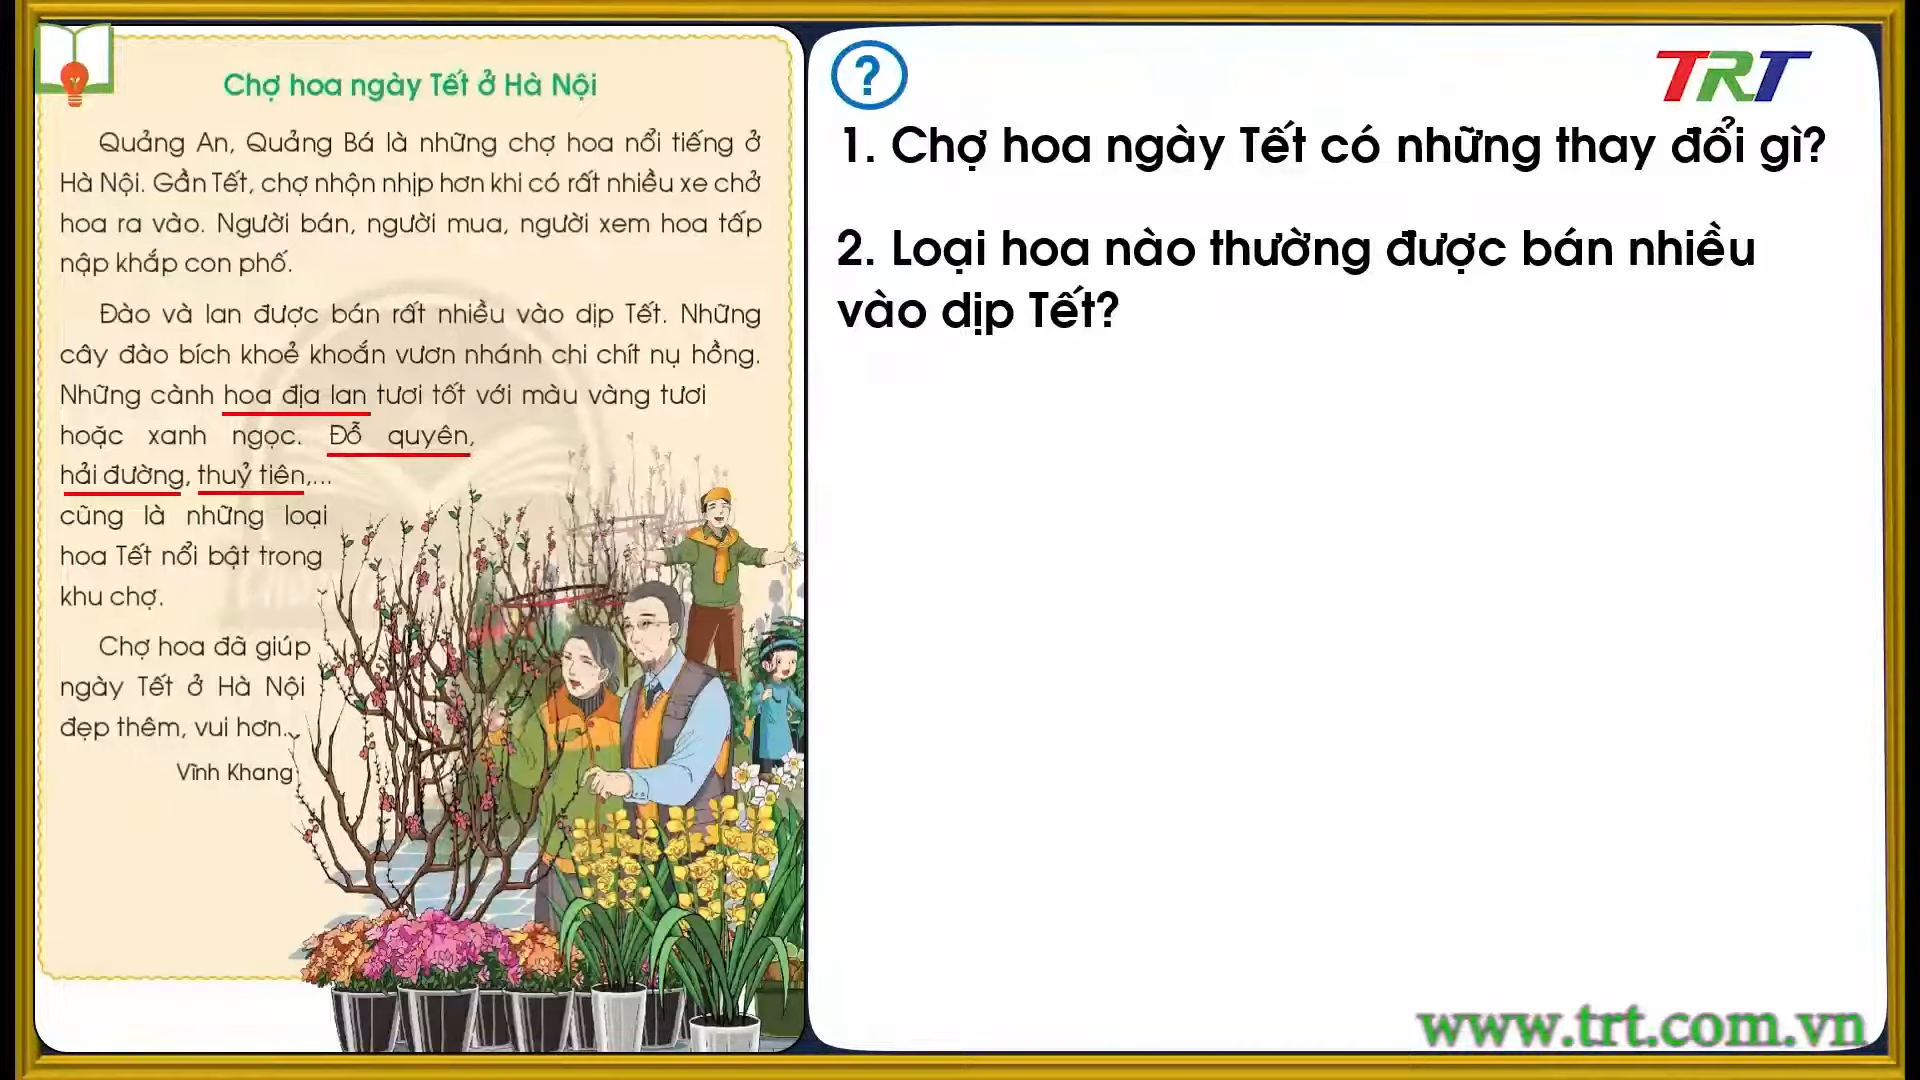 Chợ hoa ngày Tết ở Hà Nội
Quảng An, Quảng Bá là những chợ hoa nổi tiếng ở
Hà Nội. Gần Tết, chợ nhộn nhịp hơn khi có rất nhiều xe chở
hoa ra vào. Người bán, người mua, người xem hoa tấp
nập khắp con phố.
Đào và lan được bán rất nhiều vào dịp Tết. Những
cây đào bích khoẻ khoắn vươn nhánh chi chít nụ hồng.
Những cành hoa địa lan tươi tốt với màu vàng tươi
hoặc xanh ngọc. Đỗ quyên,
hải đường, thuỷ tiên,...
cũng là những loại
hoa Tết nổi bật trong
khu chợ.
Chợ hoa đã giúp
ngày Tết ở Hà Nội
đẹp thêm, vui hơn.
Vĩnh Khang
?
TRT
1. Chợ hoa ngày Tết có những thay đổi gì?
2. Loại hoa nào thường được bán nhiều
vào dịp Tết?
www.trt.com.vn